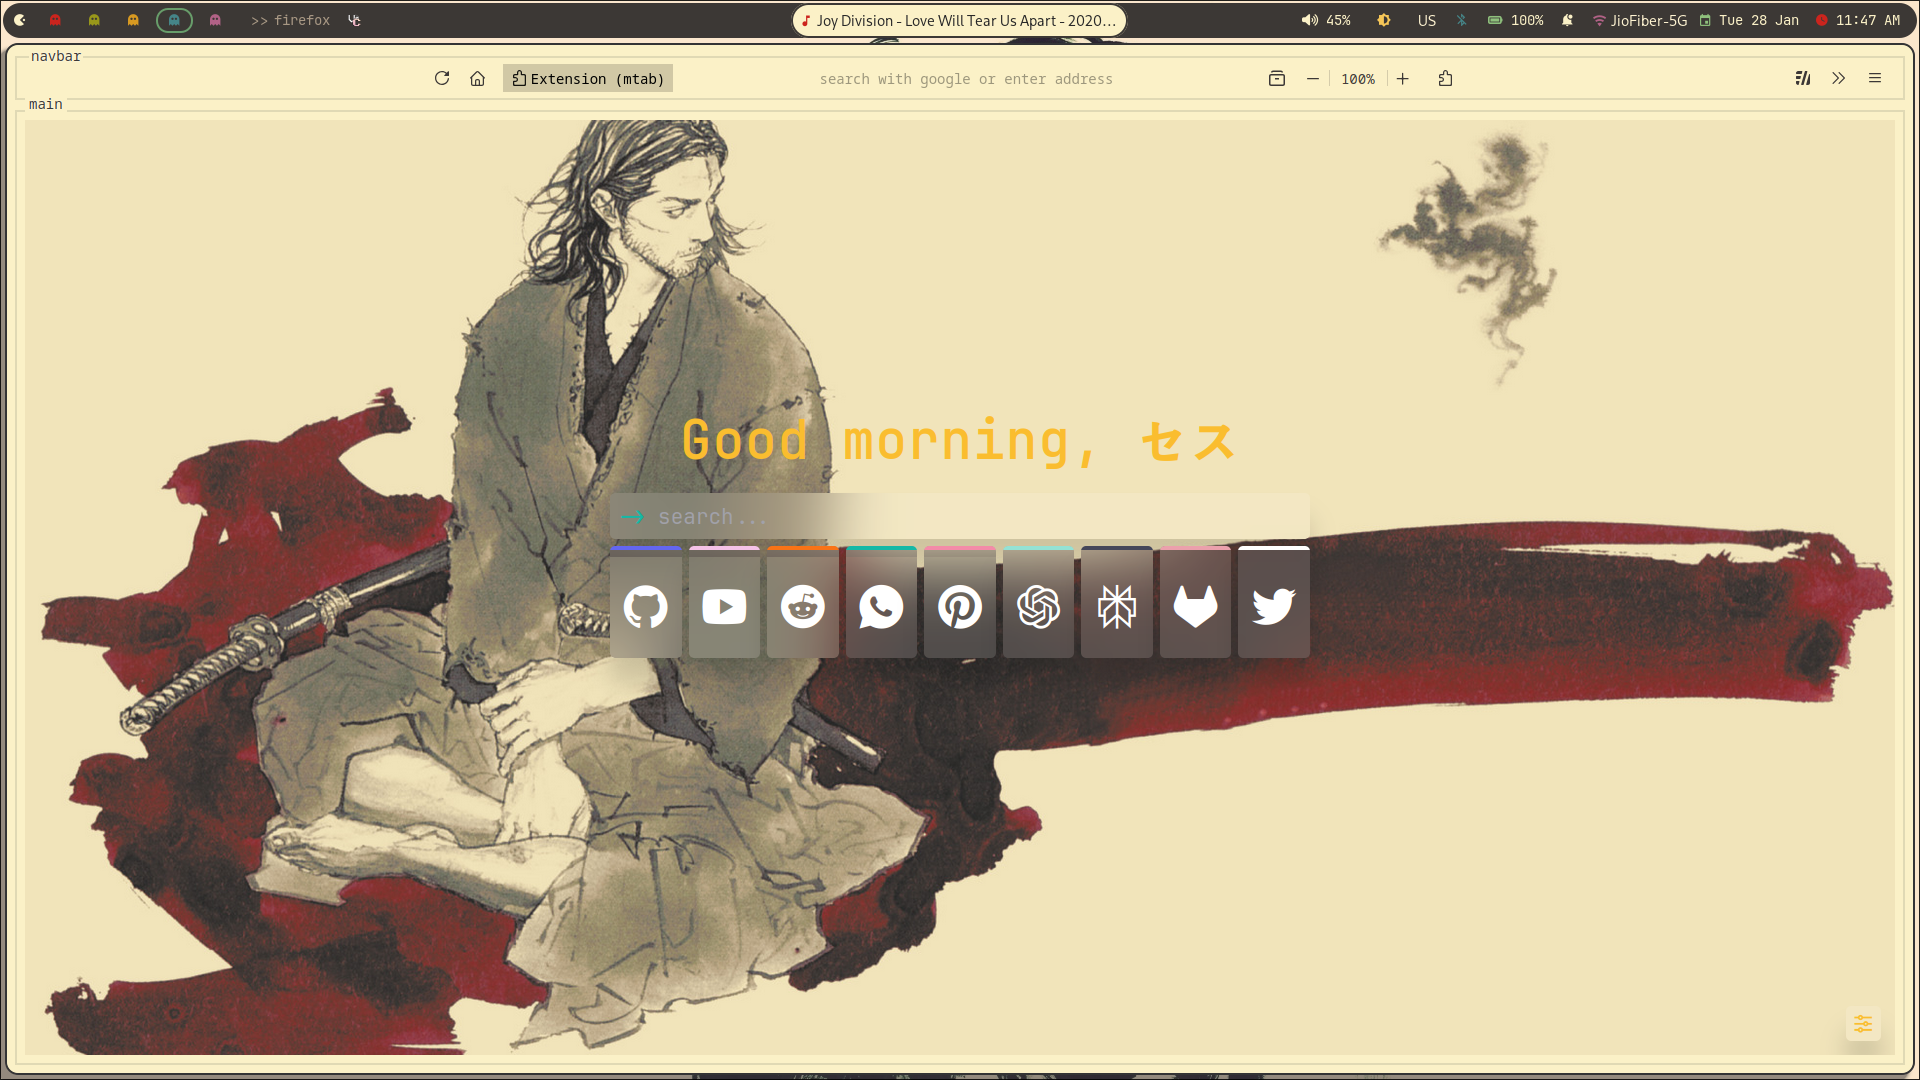 >> firefox
Joy Division - Love Will Tear Us Apart - 2020...
45%
US
100%
JioFiber-5G
Tue 28 Jan
11:47 AM
navbar
Extension (mtab)
search with google or enter address
100%
main
Good morning, セス
search...